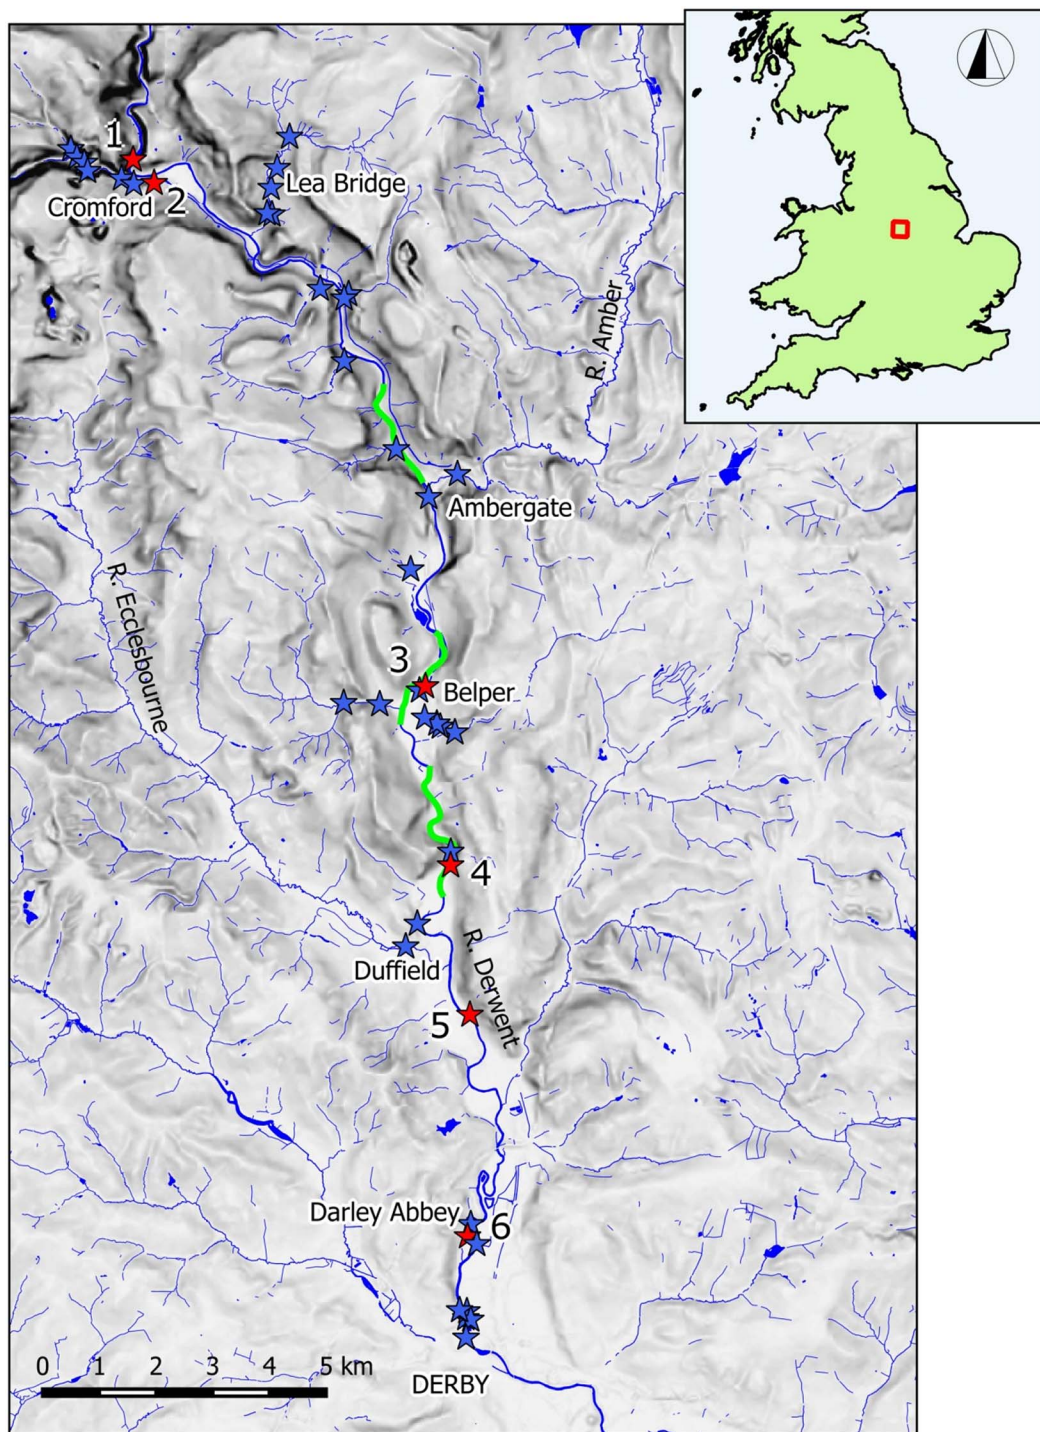 1
Lea Bridge
Cromford 2
R. Amber
Ambergate
R. Ecclesbourne
3
Belper
4
R. Derwent
Duffield
5
Darley Abbey
6
0 1 2 3 4 5 km
DERBY